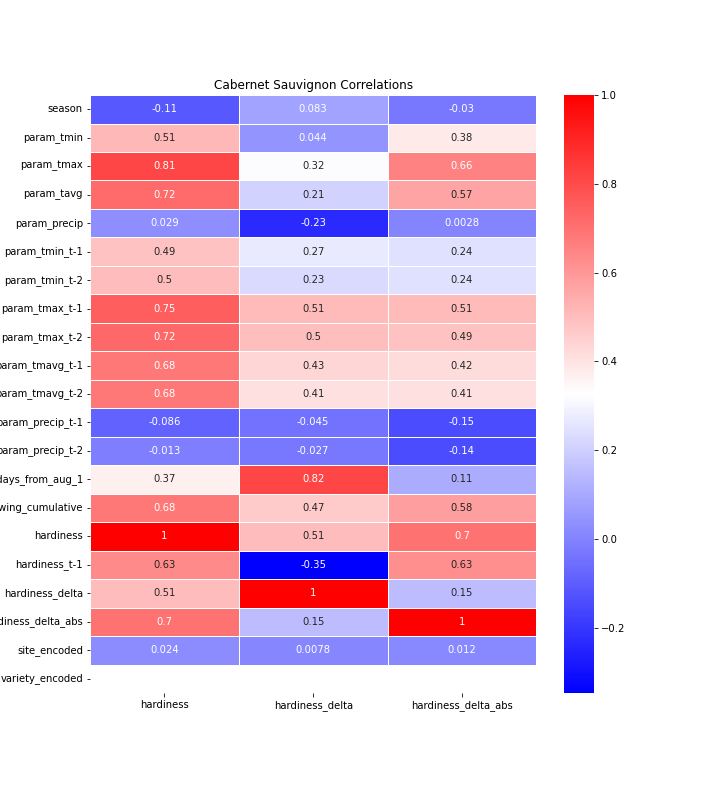 Cabernet Sauvignon Correlations
season -0.11 0.083 -0.03
param_tmin 0.51 0.044 0.38
param_tmax 0.81 0.32 0.66
param_tavg 0.72 0.21 0.57
param_precip 0.029 -0.23 0.0028
param_tmin_t-1 0.49 0.27 0.24
param_tmin_t-2 0.5 0.23 0.24
param_tmax_t-1 0.75 0.51 0.51
param_tmax_t-2 0.72 0.5 0.49
param_tmavg_t-1 0.68 0.43 0.42
param_tmavg_t-2 0.68 0.41 0.41
param_precip_t-1 -0.086 -0.045 -0.15
param_precip_t-2 -0.013 -0.027 -0.14
days_from_aug_1 0.37 0.82 0.11
wing_cumulative 0.68 0.47 0.58
hardiness 1 0.51 0.7
hardiness_t-1 0.63 -0.35 0.63
hardiness_delta 0.51 1 0.15
diness_delta_abs 0.7 0.15 1
site_encoded 0.024 0.0078 0.012
variety_encoded
hardiness hardiness_delta hardiness_delta_abs
1.0
0.8
0.6
0.4
0.2
0.0
−0.2